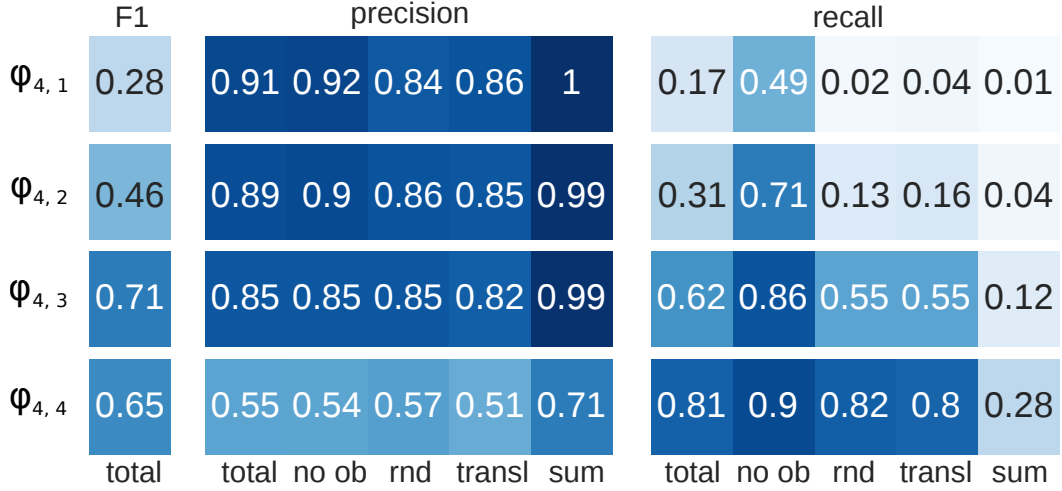 F1 precision recall
φ4, 1 0.28 0.91 0.92 0.84 0.86 1 0.17 0.49 0.02 0.04 0.01
φ4, 2 0.46 0.89 0.9 0.86 0.85 0.99 0.31 0.71 0.13 0.16 0.04
φ4, 3 0.71 0.85 0.85 0.85 0.82 0.99 0.62 0.86 0.55 0.55 0.12
φ4, 4 0.65 0.55 0.54 0.57 0.51 0.71 0.81 0.9 0.82 0.8 0.28
total total no ob rnd transl sum total no ob rnd transl sum